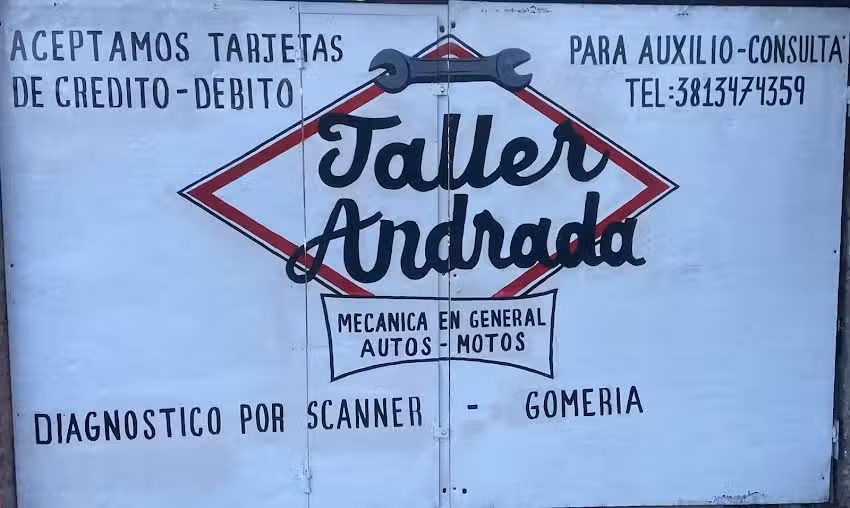 ACEPTAMOS TARJETAS
DE CREDITO-DEBITO
PARA AUXILIO-CONSULTA
TEL:3813474359
Taller
Andrada
MECANICA EN GENERAL
AUTOS - MOTOS
DIAGNOSTICO POR SCANNER - GOMERIA